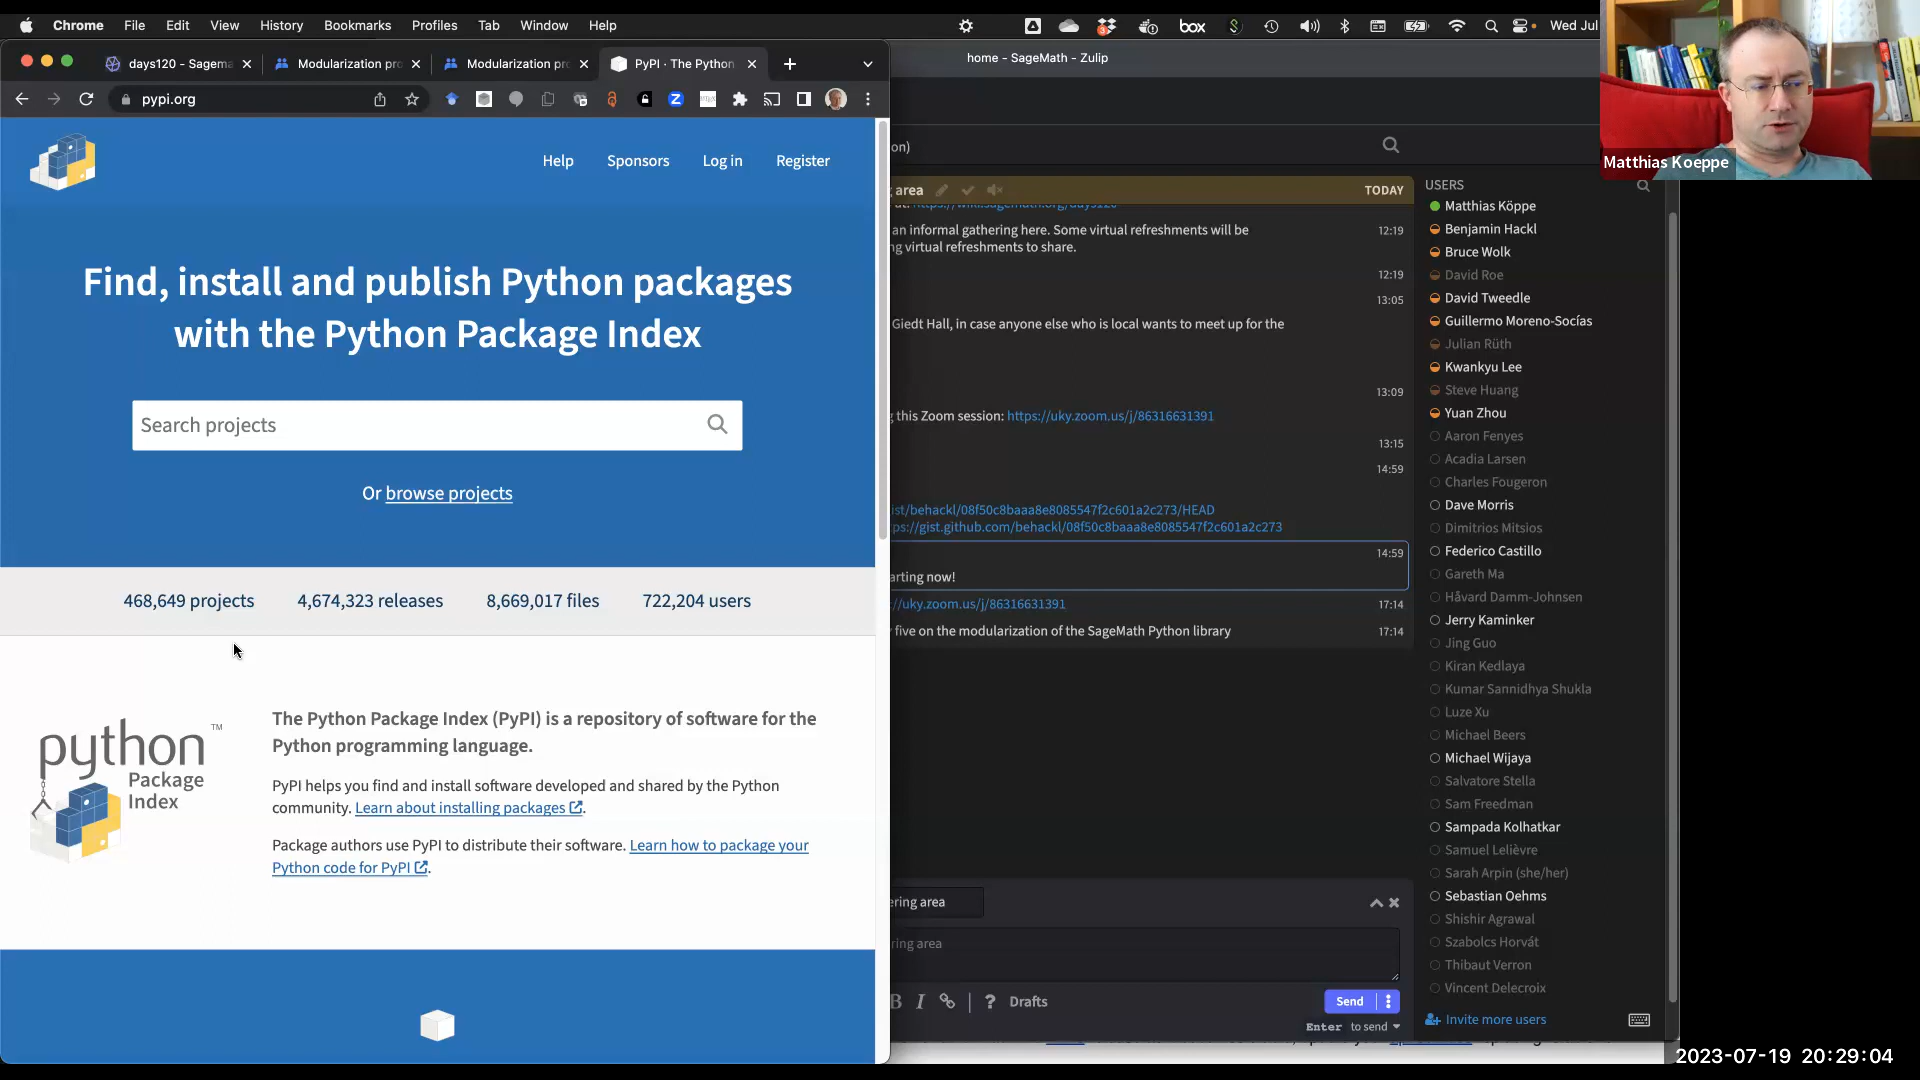 Chrome File Edit View History Bookmarks Profiles Tab Window Help
box
Wed Jul
days120 - Sagema
Modularization pro
Modularization pro
PyPI · The Python
pypi.org
Help Sponsors Log in Register
Find, install and publish Python packages
with the Python Package Index
Search projects
Or browse projects
468,649 projects 4,674,323 releases 8,669,017 files 722,204 users
python
TM
Package
Index
The Python Package Index (PyPI) is a repository of software for the
Python programming language.
PyPI helps you find and install software developed and shared by the Python
community. Learn about installing packages.
Package authors use PyPI to distribute their software. Learn how to package your
Python code for PyPI.
home - SageMath - Zulip
on)
area
TODAY
at: https://wiki.sagemath.org/days120
an informal gathering here. Some virtual refreshments will be 12:19
ng virtual refreshments to share.
12:19
13:05
Giedt Hall, in case anyone else who is local wants to meet up for the
13:09
this Zoom session: https://uky.zoom.us/j/86316631391
13:15
14:59
ist/behackl/08f50c8baaa8e8085547f2c601a2c273/HEAD
ps://gist.github.com/behackl/08f50c8baaa8e8085547f2c601a2c273
14:59
arting now!
//uky.zoom.us/j/86316631391 17:14
five on the modularization of the SageMath Python library 17:14
ering area
ring area
B I ? Drafts
Send
Enter to send
USERS
Matthias Köppe
Benjamin Hackl
Bruce Wolk
David Roe
David Tweedle
Guillermo Moreno-Socías
Julian Rüth
Kwankyu Lee
Steve Huang
Yuan Zhou
Aaron Fenyes
Acadia Larsen
Charles Fougeron
Dave Morris
Dimitrios Mitsios
Federico Castillo
Gareth Ma
Håvard Damm-Johnsen
Jerry Kaminker
Jing Guo
Kiran Kedlaya
Kumar Sannidhya Shukla
Luze Xu
Michael Beers
Michael Wijaya
Salvatore Stella
Sam Freedman
Sampada Kolhatkar
Samuel Lelièvre
Sarah Arpin (she/her)
Sebastian Oehms
Shishir Agrawal
Szabolcs Horvát
Thibaut Verron
Vincent Delecroix
Invite more users
Matthias Koeppe
2023-07-19 20:29:04